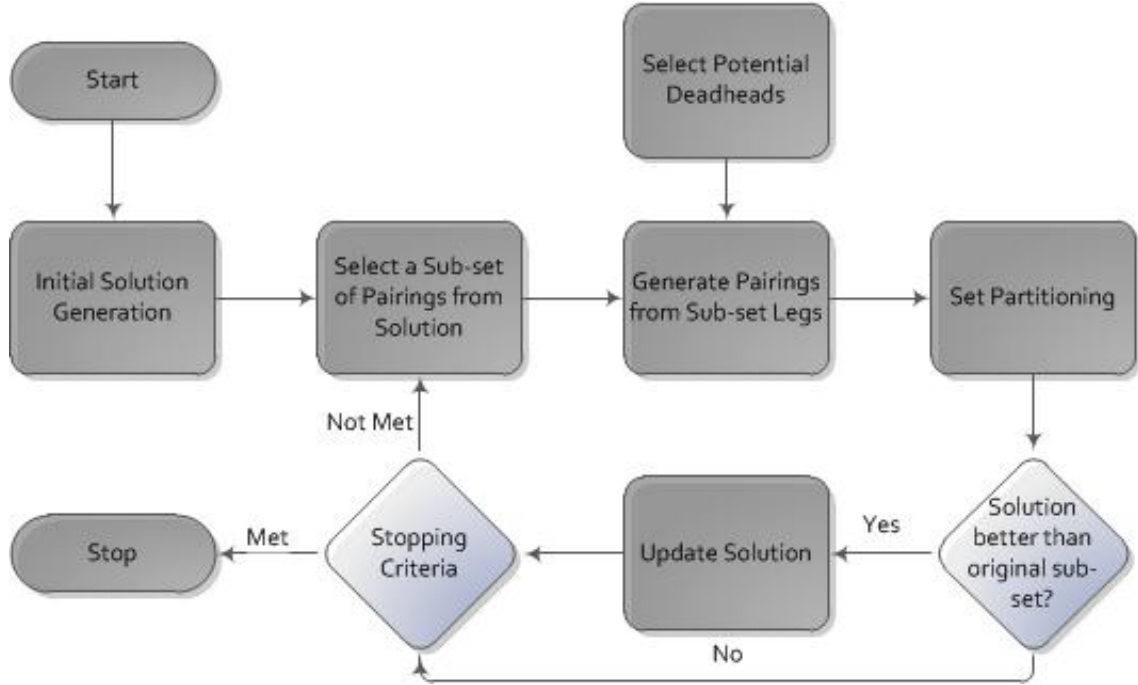 Start
Select Potential
Deadheads
Initial Solution
Generation
Select a Sub-set
of Pairings from
Solution
Generate Pairings
from Sub-set Legs
Set Partitioning
Not Met
Stop
Met
Stopping
Criteria
Update Solution
Yes
Solution
better than
original sub-
set?
No